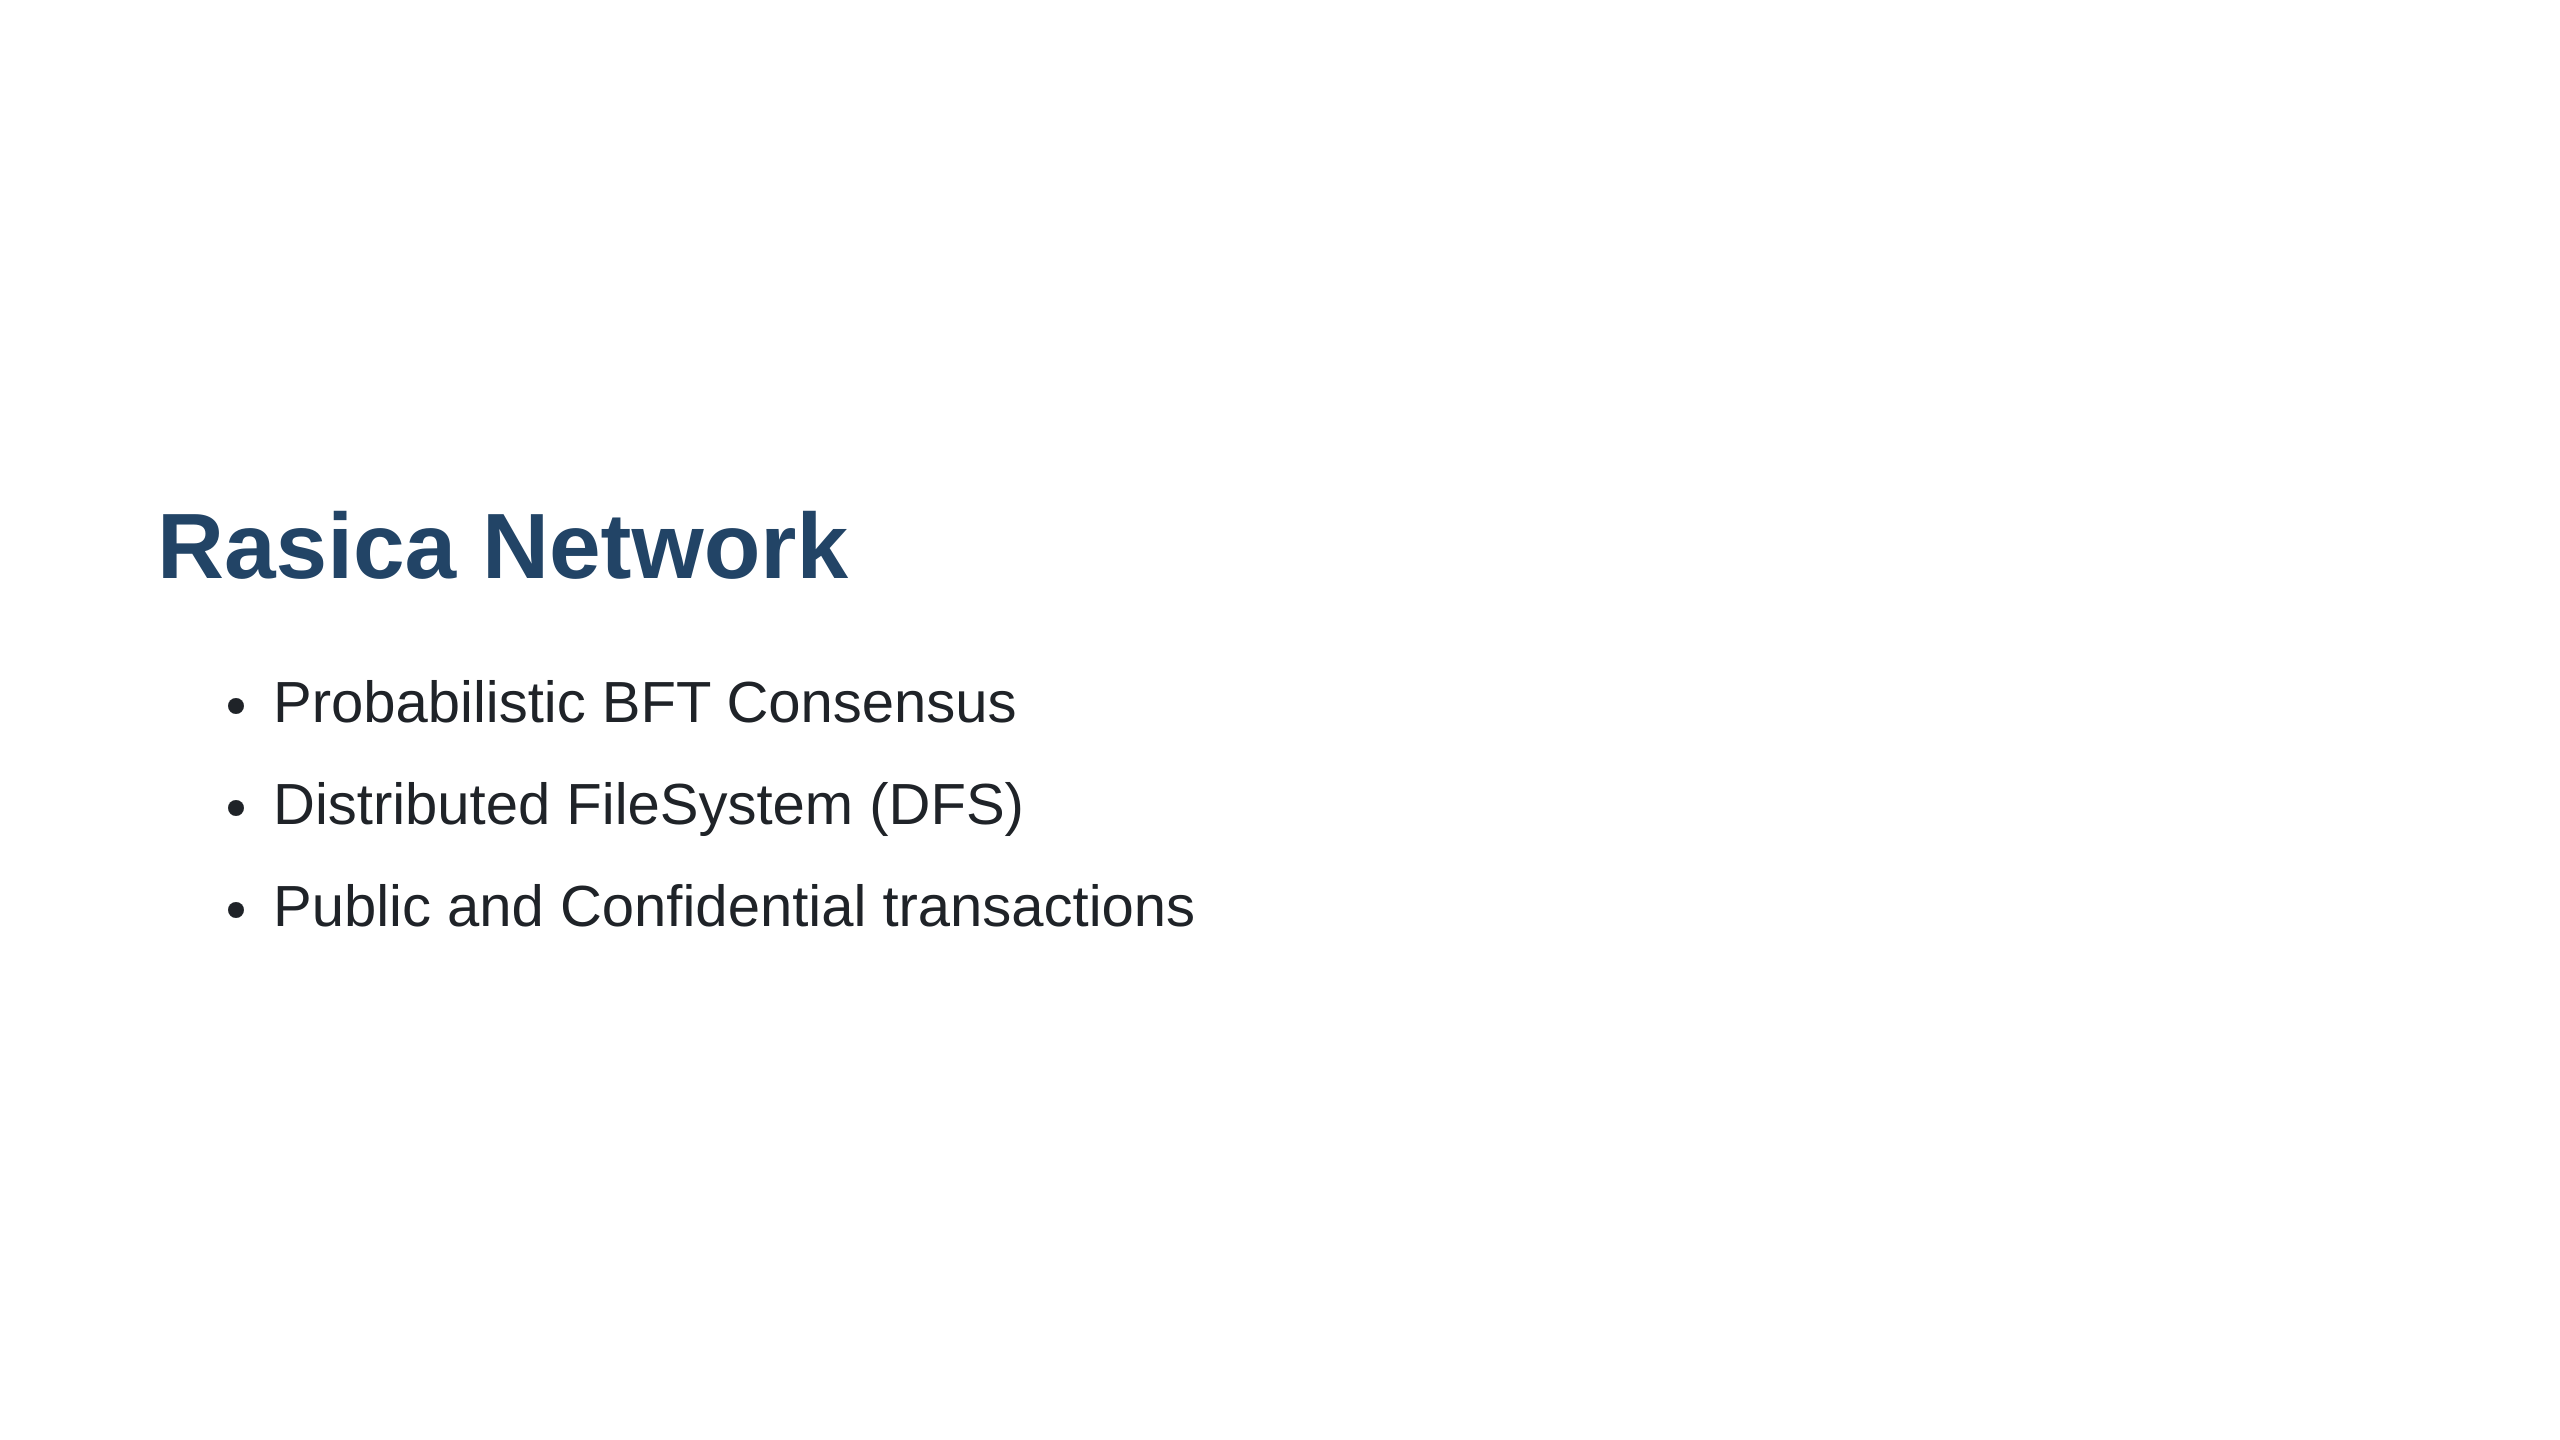 Rasica Network
• Probabilistic BFT Consensus
• Distributed FileSystem (DFS)
• Public and Confidential transactions